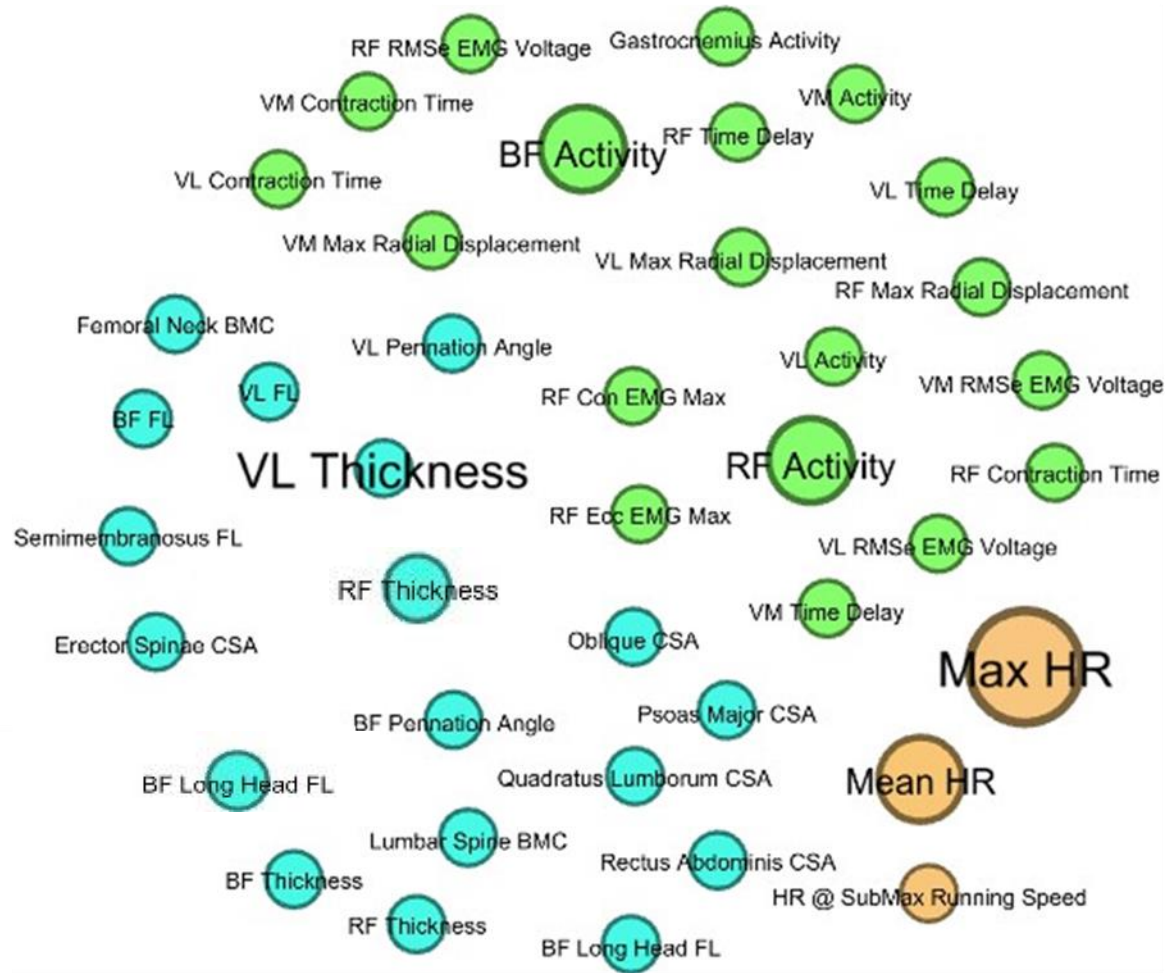 RF RMSe EMG Voltage
Gastrocnemius Activity
VM Contraction Time
VM Activity
BF Activity
RF Time Delay
VL Contraction Time
VL Time Delay
VM Max Radial Displacement
VL Max Radial Displacement
RF Max Radial Displacement
Femoral Neck BMC
VL Pennation Angle
VL Activity
VM RMSe EMG Voltage
VL FL
RF Con EMG Max
BF FL
VL Thickness
RF Activity
RF Contraction Time
RF Ecc EMG Max
Semimembranosus FL
VL RMSe EMG Voltage
RF Thickness
VM Time Delay
Erector Spinae CSA
Oblique CSA
Max HR
BF Pennation Angle
Psoas Major CSA
BF Long Head FL
Quadratus Lumborum CSA
Mean HR
Lumbar Spine BMC
Rectus Abdominis CSA
BF Thickness
HR @ SubMax Running Speed
RF Thickness
BF Long Head FL